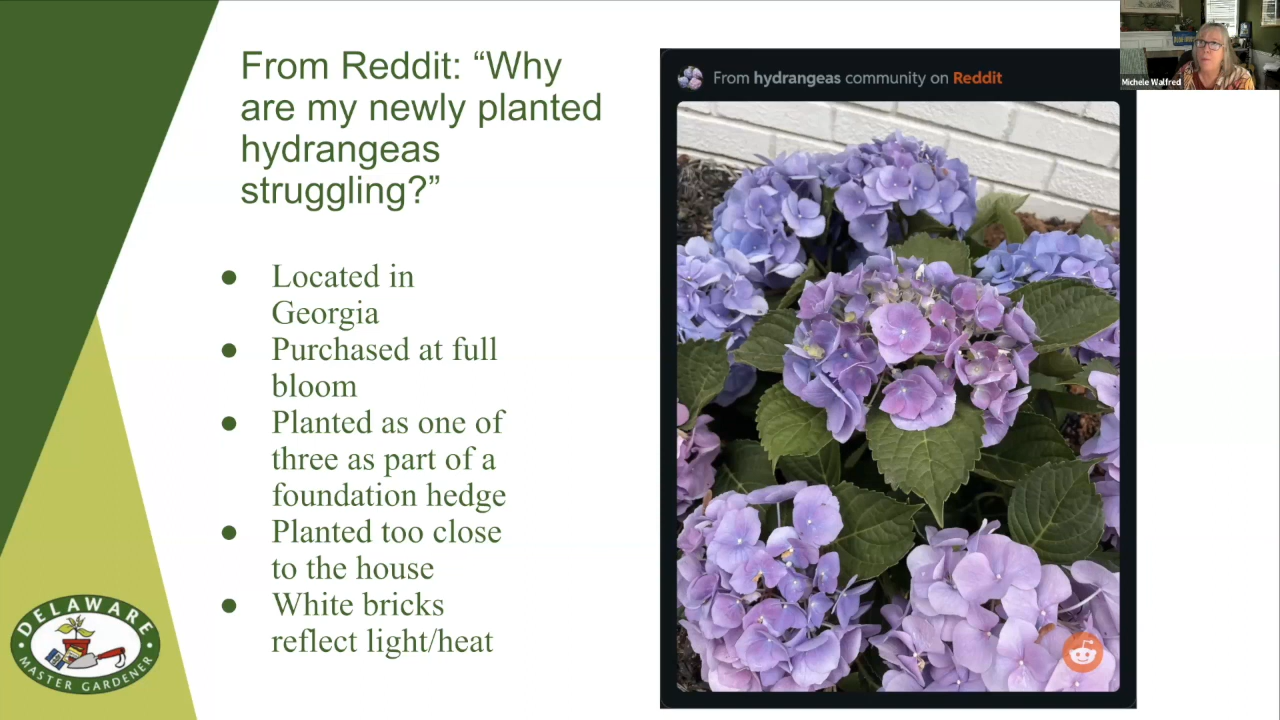 From Reddit: “Why
are my newly planted
hydrangeas
struggling?”
● Located in
Georgia
● Purchased at full
bloom
● Planted as one of
three as part of a
foundation hedge
● Planted too close
to the house
● White bricks
reflect light/heat
DELAWARE
MASTER GARDENER
From hydrangeas community on Reddit
Michele Walfred